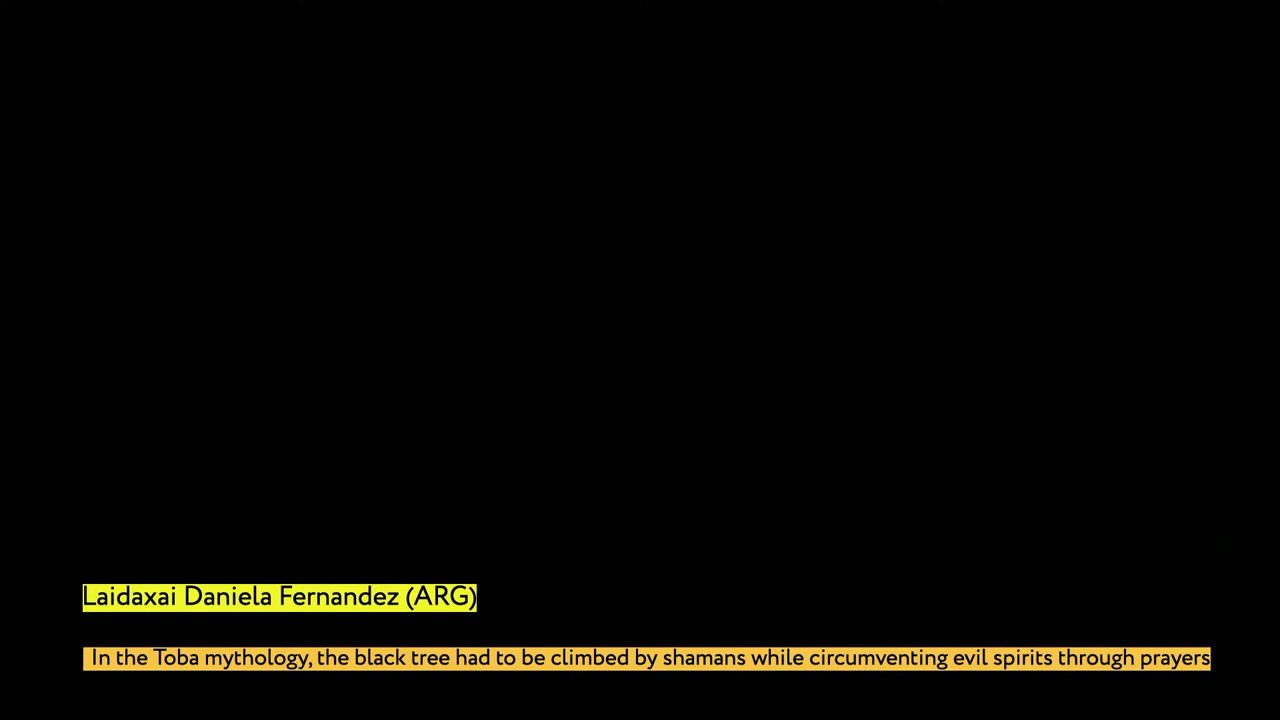 Laidaxai Daniela Fernandez (ARG)
In the Toba mythology, the black tree had to be climbed by shamans while circumventing evil spirits through prayers